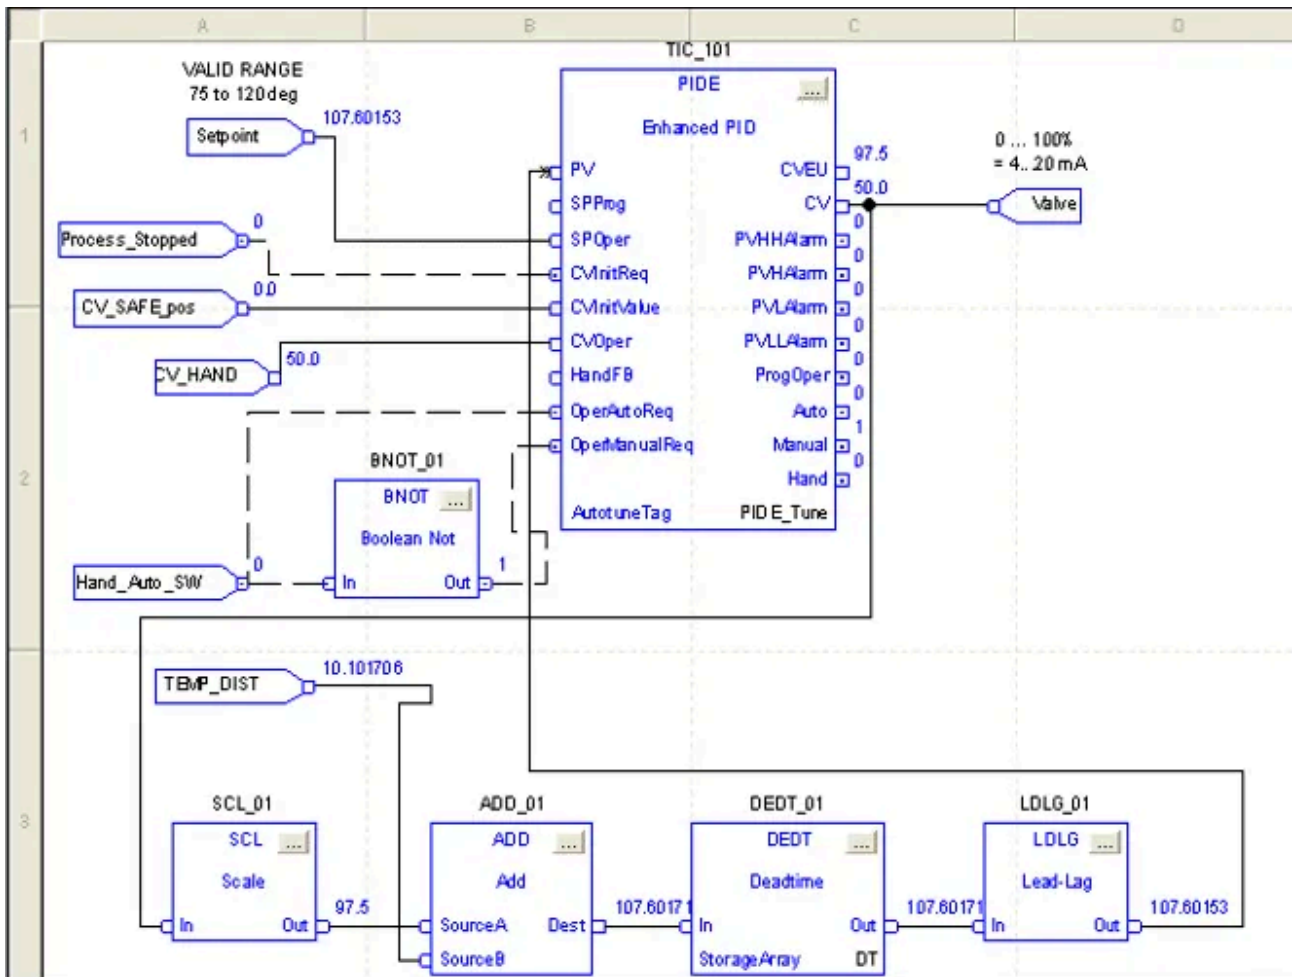 A B C D
1
2
3
VALID RANGE
75 to 120 deg
Setpoint
107.60153
Process_Stopped
0
CV_SAFE_pos
0.0
CV_HAND
50.0
Hand_Auto_SW
0
BNOT_01
BNOT
...
Boolean Not
In Out
1
TIC_101
PIDE
...
Enhanced PID
PV CVEU
97.5
SPProg CV
50.0
SPOper PVHHAlarm
0
CVInitReq PVHAlarm
0
CVInitValue PVLAlarm
0
CVOper PVLLAlarm
0
HandFB ProgOper
0
OperAutoReq Auto
0
OperManualReq Manual
1
Hand
0
AutotuneTag PIDE_Tune
0 ... 100%
= 4..20 mA
Valve
TEMP_DIST
10.101706
SCL_01
SCL
...
Scale
In Out
97.5
ADD_01
ADD
...
Add
SourceA Dest
SourceB
107.60171
DEDT_01
DEDT
...
Deadtime
In Out
StorageArray DT
107.60171
LDLG_01
LDLG
...
Lead-Lag
In Out
107.60153